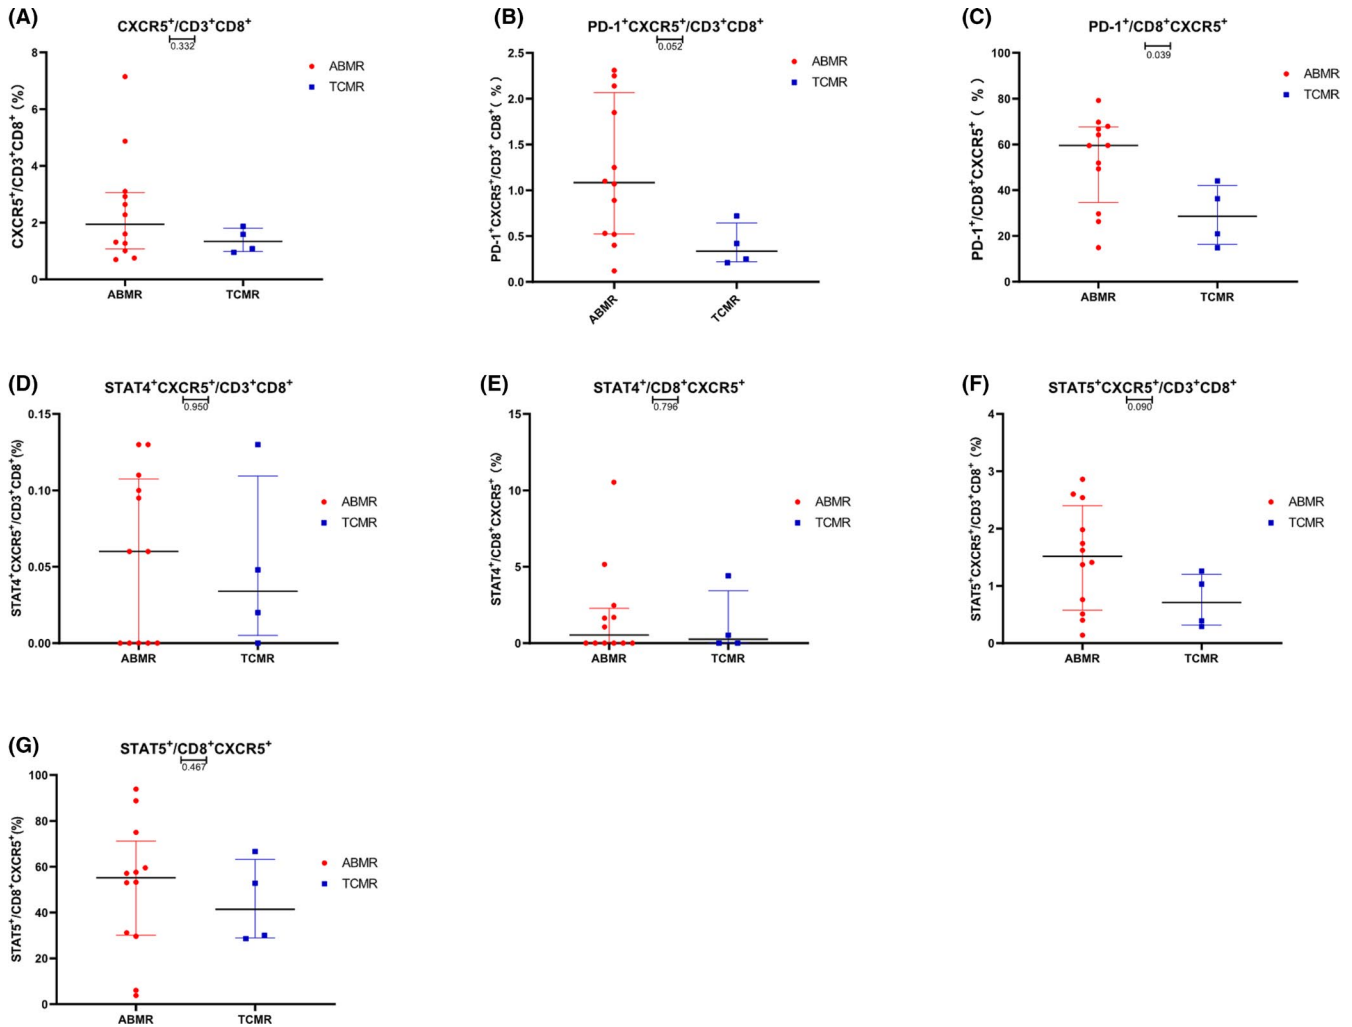 (A)
CXCR5⁺/CD3⁺CD8⁺
0.332
CXCR5⁺/CD3⁺CD8⁺ (%)
8
6
4
2
0
ABMR
TCMR
ABMR
TCMR
(B)
PD-1⁺CXCR5⁺/CD3⁺CD8⁺
0.052
PD-1⁺CXCR5⁺/CD3⁺ CD8⁺ ( % )
2.5
2.0
1.5
1.0
0.5
0.0
ABMR
TCMR
ABMR
TCMR
(C)
PD-1⁺/CD8⁺CXCR5⁺
0.039
PD-1⁺/CD8⁺CXCR5⁺ ( % )
100
80
60
40
20
0
ABMR
TCMR
ABMR
TCMR
(D)
STAT4⁺CXCR5⁺/CD3⁺CD8⁺
0.950
STAT4⁺CXCR5⁺/CD3⁺CD8⁺(%)
0.15
0.10
0.05
0.00
ABMR
TCMR
ABMR
TCMR
(E)
STAT4⁺/CD8⁺CXCR5⁺
0.796
STAT4⁺/CD8⁺CXCR5⁺ (%)
15
10
5
0
ABMR
TCMR
ABMR
TCMR
(F)
STAT5⁺CXCR5⁺/CD3⁺CD8⁺
0.090
STAT5⁺CXCR5⁺/CD3⁺CD8⁺ (%)
4
3
2
1
0
ABMR
TCMR
ABMR
TCMR
(G)
STAT5⁺/CD8⁺CXCR5⁺
0.467
STAT5⁺/CD8⁺CXCR5⁺(%)
100
80
60
40
20
0
ABMR
TCMR
ABMR
TCMR